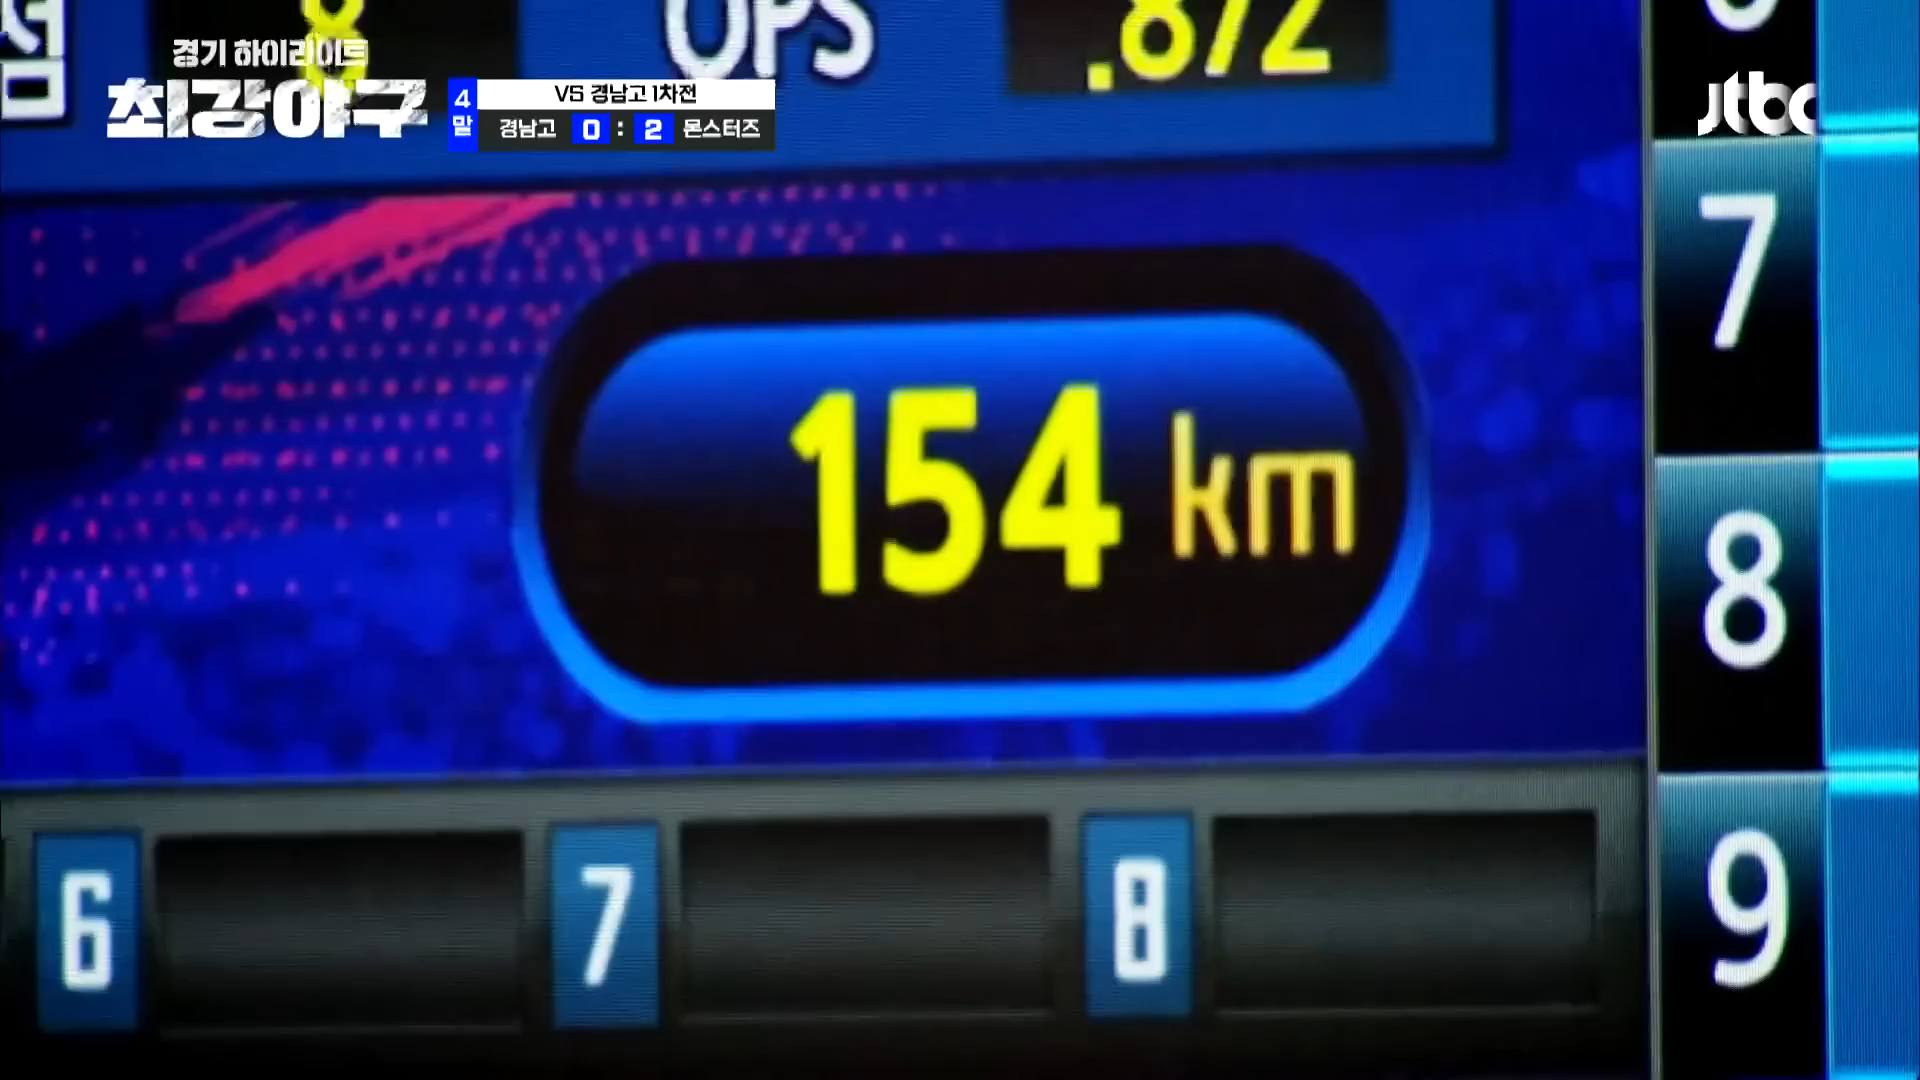 점 8 OPS .872
경기 하이라이트
최강야구
4말
VS 경남고 1차전
경남고 0 : 2 몬스터즈
jtbc
7
154 km
8
9
6 7 8